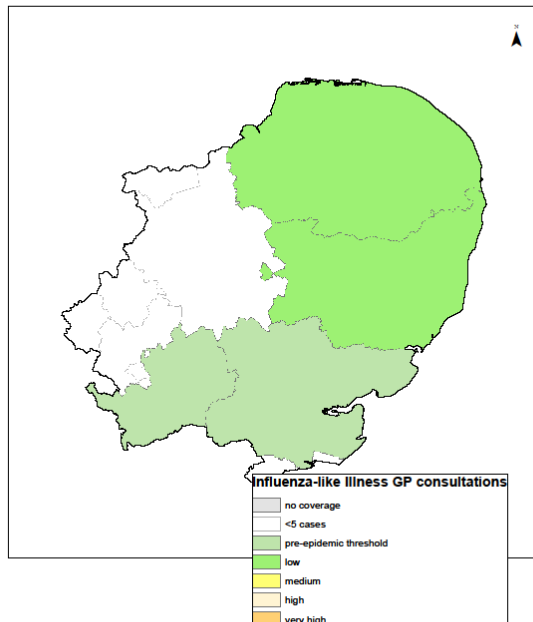 N
Influenza-like Illness GP consultations
no coverage
<5 cases
pre-epidemic threshold
low
medium
high
very high